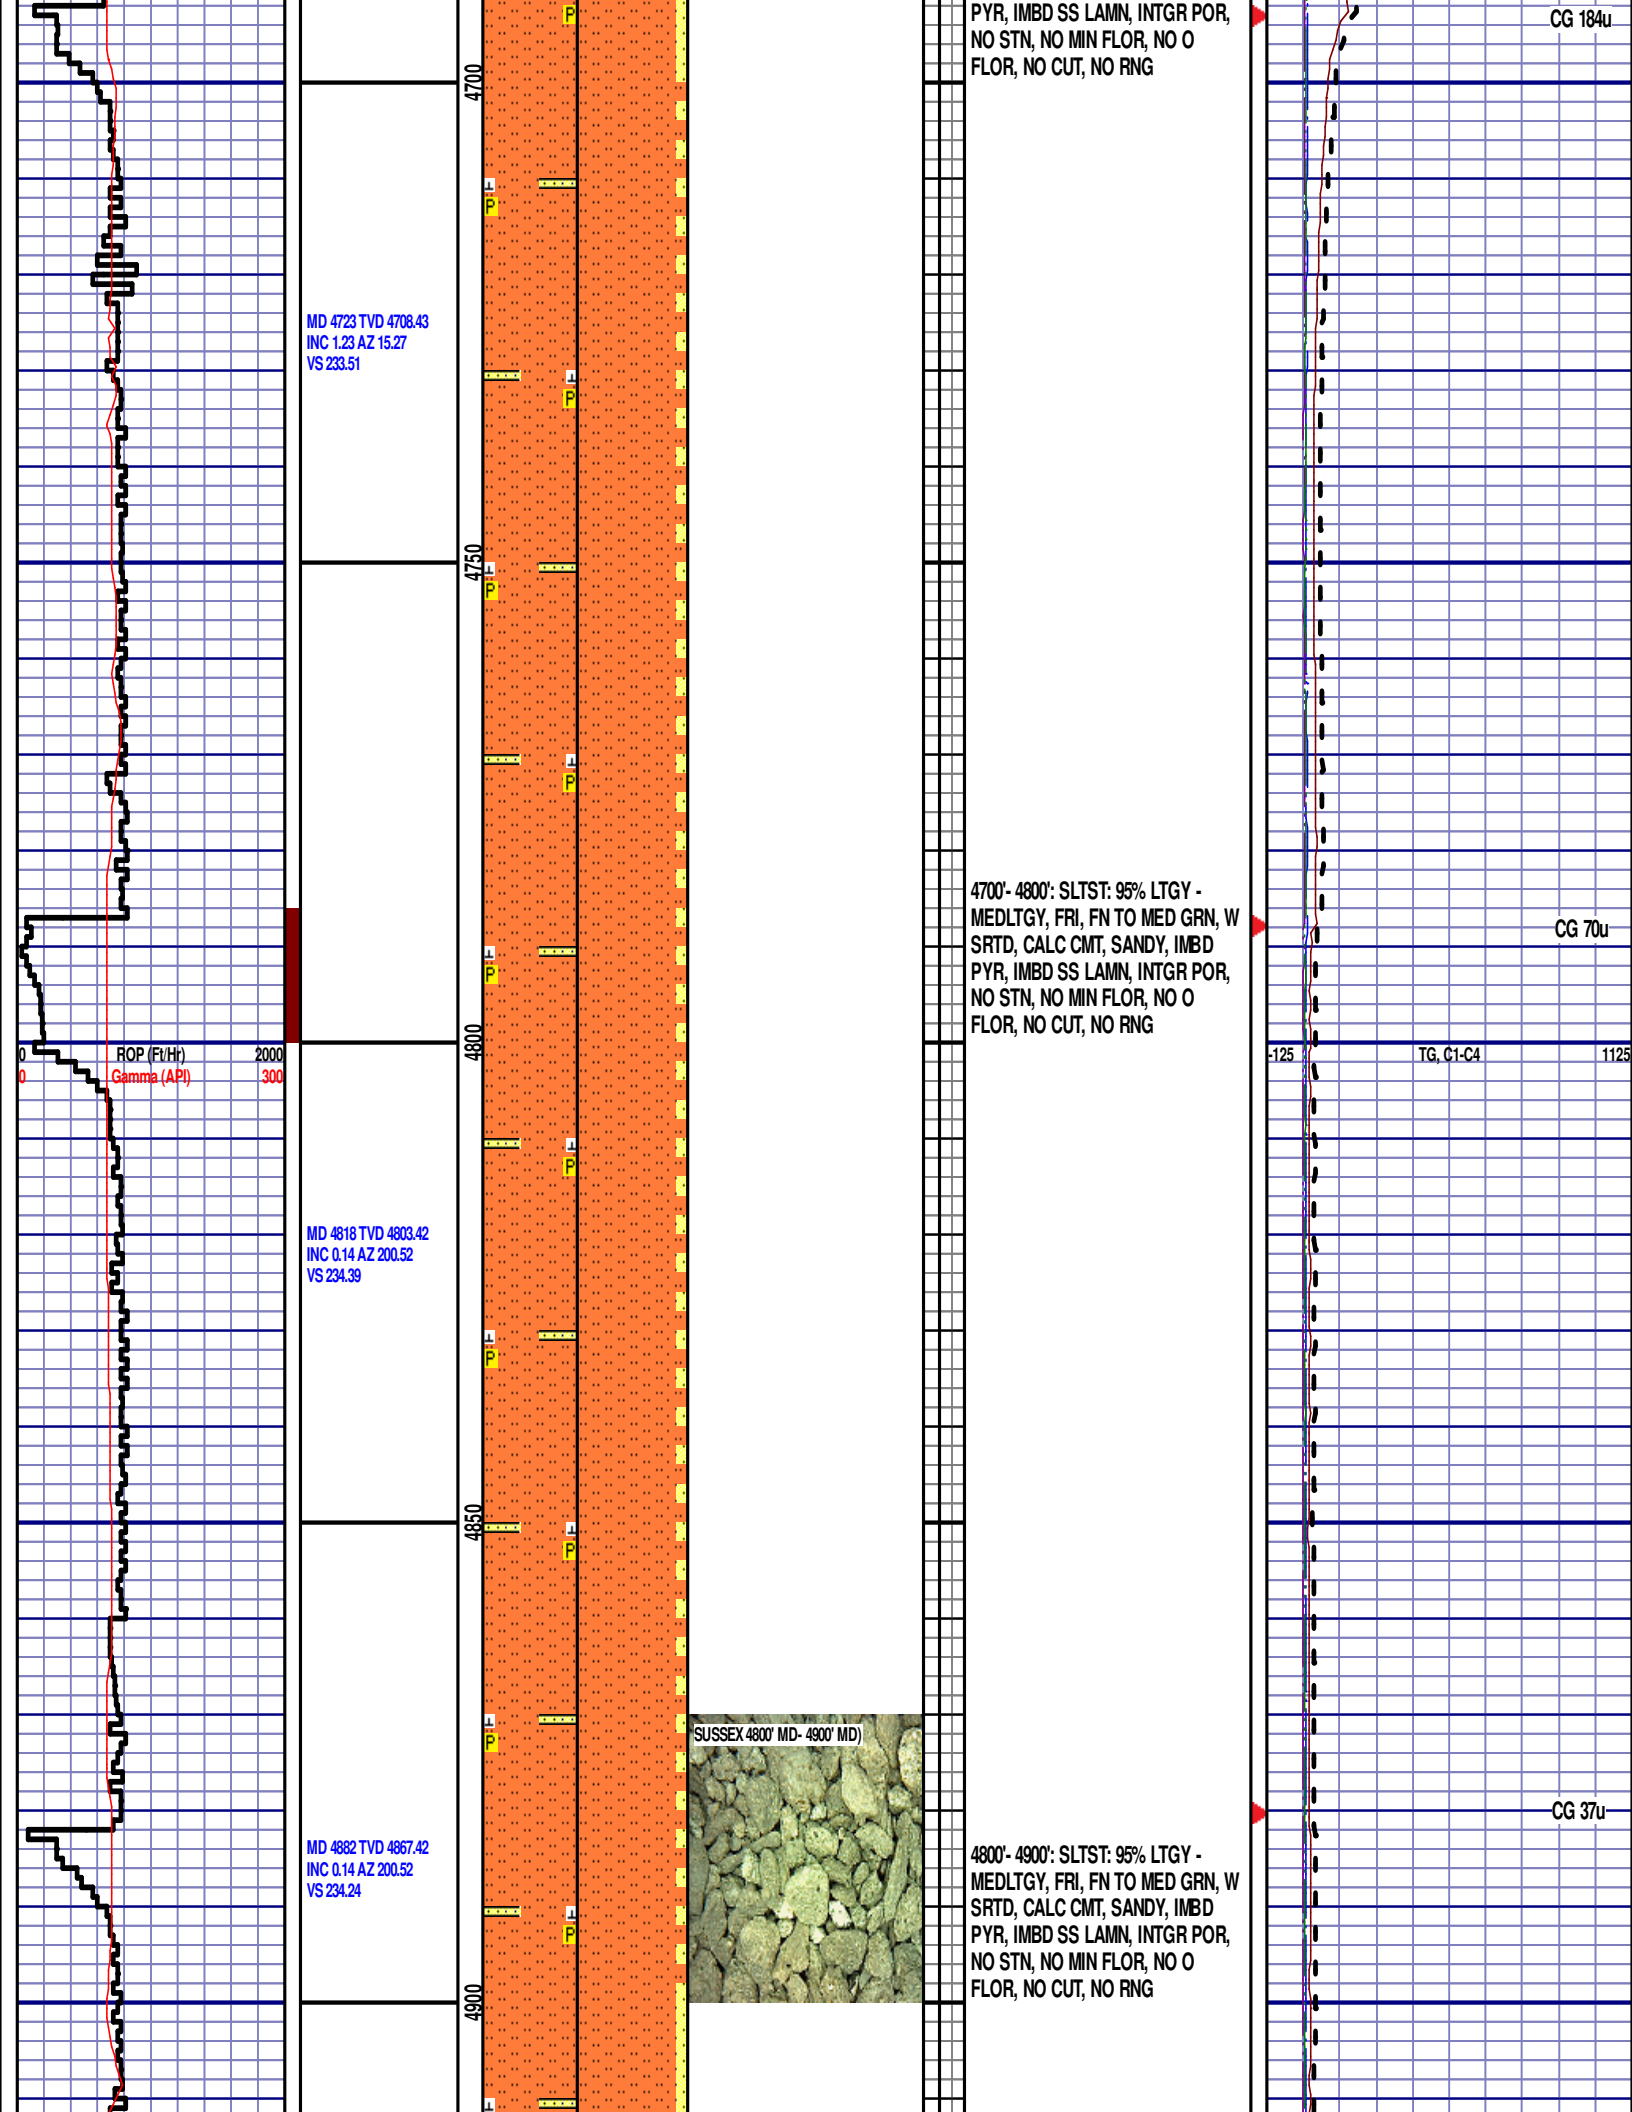 P
PYR, IMBD SS LAMN, INTGR POR,
NO STN, NO MIN FLOR, NO O
FLOR, NO CUT, NO RNG
CG 184u
4700
P
MD 4723 TVD 4708.43
INC 1.23 AZ 15.27
VS 233.51
P
4750
P
P
4700'- 4800': SLTST: 95% LTGY -
MEDLTGY, FRI, FN TO MED GRN, W
SRTD, CALC CMT, SANDY, IMBD
PYR, IMBD SS LAMN, INTGR POR,
NO STN, NO MIN FLOR, NO O
FLOR, NO CUT, NO RNG
CG 70u
P
4800
0 ROP (Ft/Hr) 2000
0 Gamma (API) 300
-125 TG, C1-C4 1125
P
MD 4818 TVD 4803.42
INC 0.14 AZ 200.52
VS 234.39
P
4850
P
P
SUSSEX 4800' MD- 4900' MD)
CG 37u
MD 4882 TVD 4867.42
INC 0.14 AZ 200.52
VS 234.24
4800'- 4900': SLTST: 95% LTGY -
MEDLTGY, FRI, FN TO MED GRN, W
SRTD, CALC CMT, SANDY, IMBD
PYR, IMBD SS LAMN, INTGR POR,
NO STN, NO MIN FLOR, NO O
FLOR, NO CUT, NO RNG
P
4900